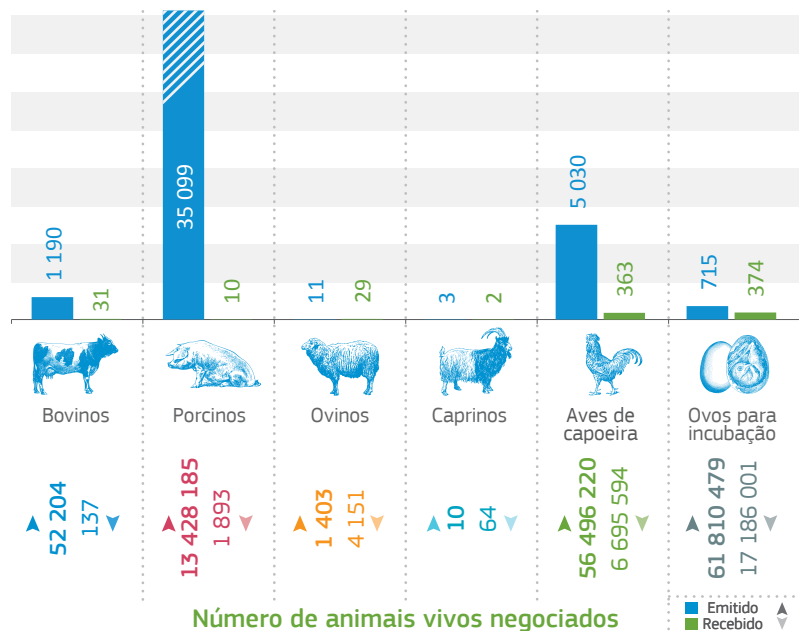 1 190
31
35 099
10
11
29
3
2
5 030
363
715
374
Bovinos
Porcinos
Ovinos
Caprinos
Aves de
capoeira
Ovos para
incubação
52 204
137
13 428 185
1 893
1 403
4 151
10
64
56 496 220
6 695 594
61 810 479
17 186 001
Número de animais vivos negociados
Emitido
Recebido